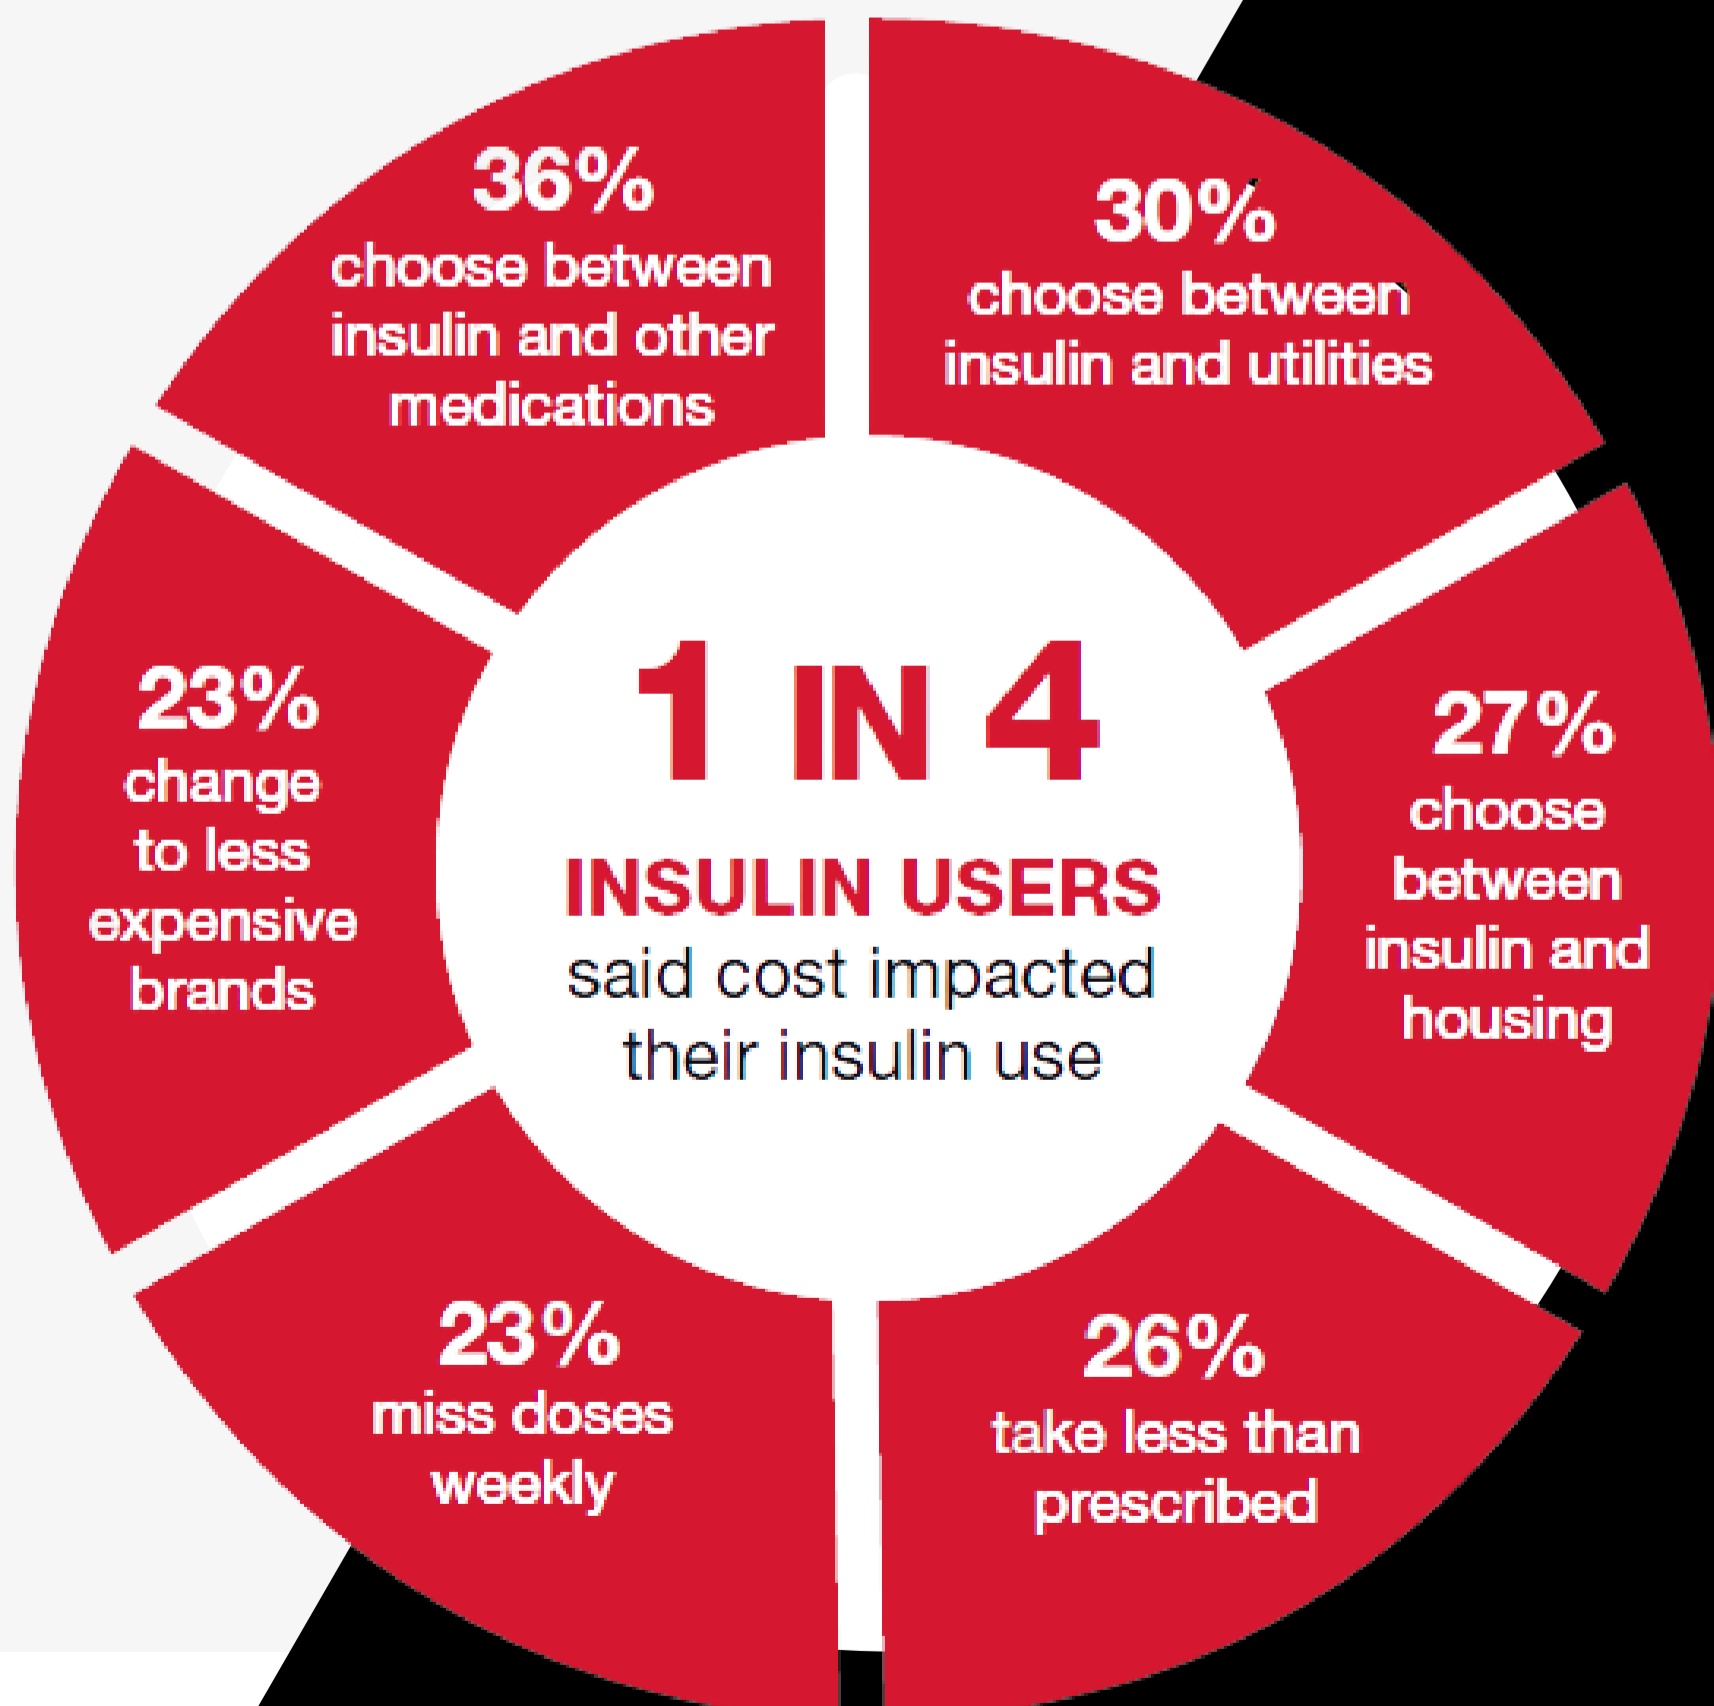 36%
choose between
insulin and other
medications
30%
choose between
insulin and utilities
23%
change
to less
expensive
brands
1 IN 4
INSULIN USERS
said cost impacted
their insulin use
27%
choose
between
insulin and
housing
23%
miss doses
weekly
26%
take less than
prescribed